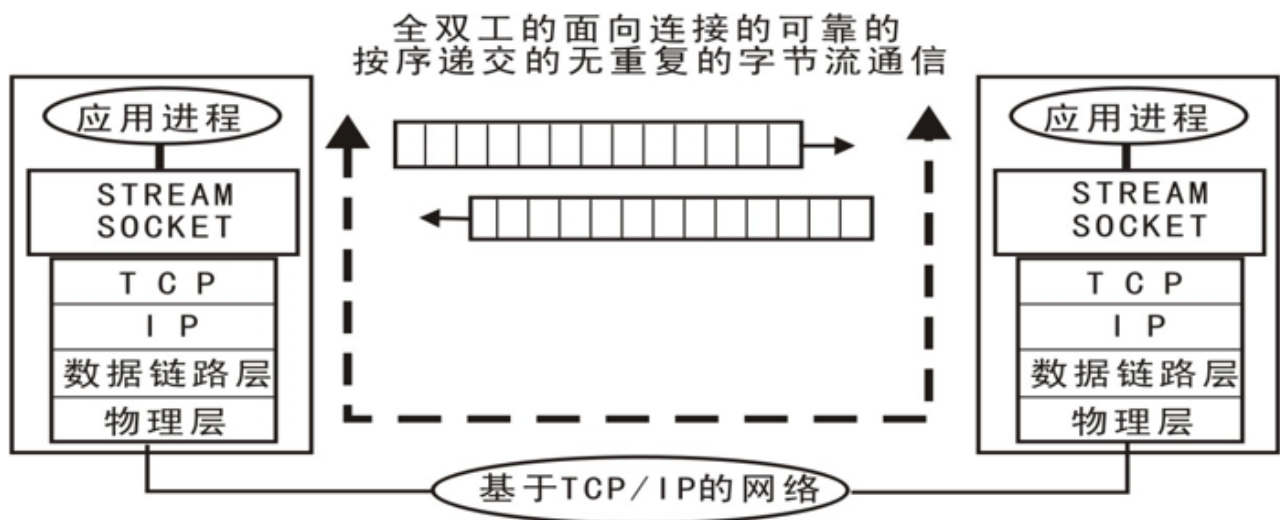 全双工的面向连接的可靠的
按序递交的无重复的字节流通信
应用进程
STREAM
SOCKET
TCP
IP
数据链路层
物理层
应用进程
STREAM
SOCKET
TCP
IP
数据链路层
物理层
基于TCP/IP的网络